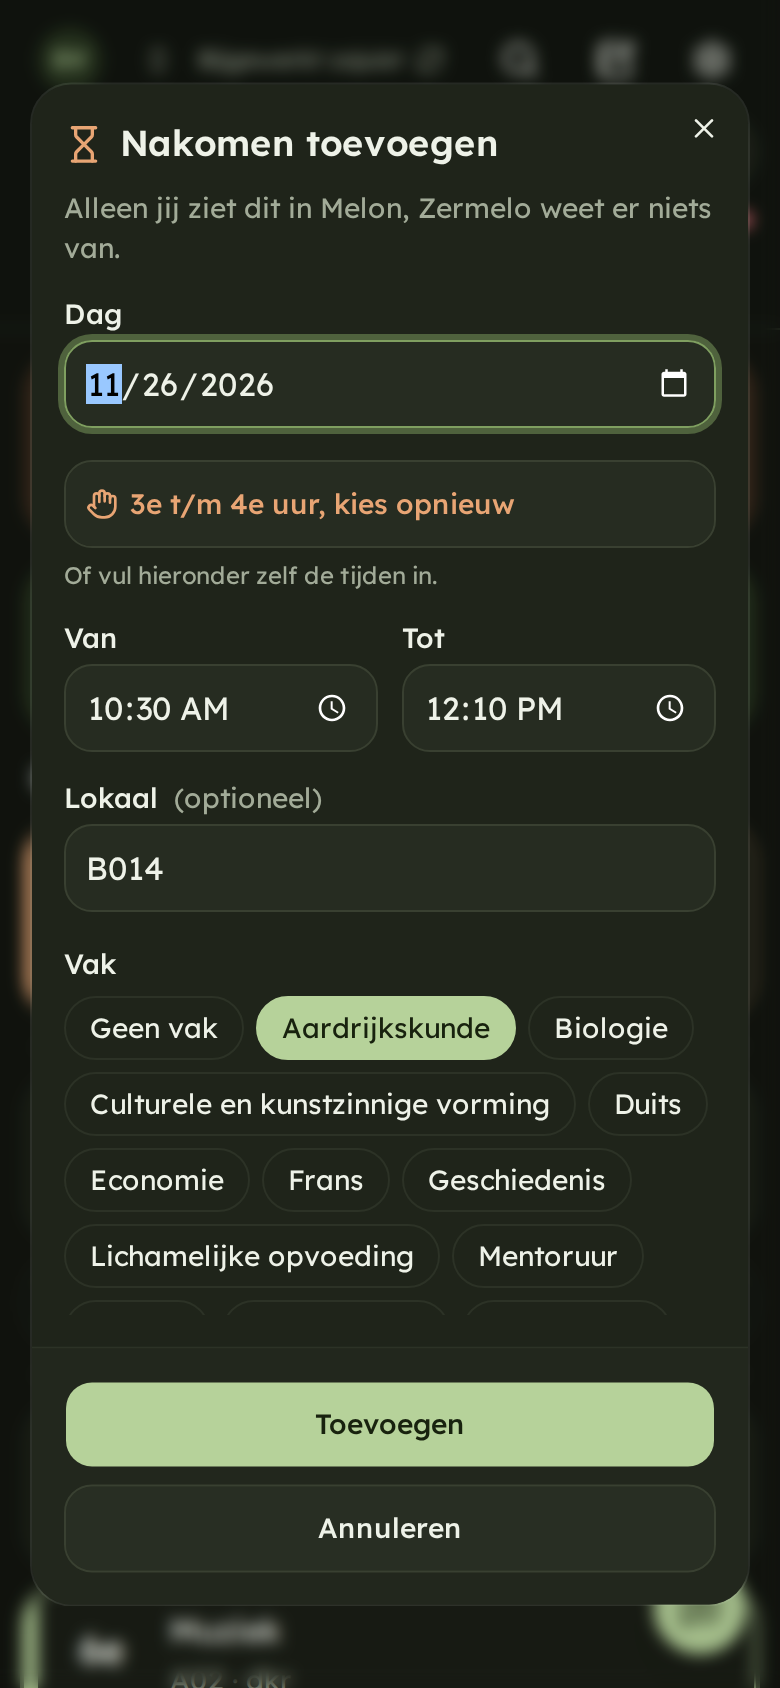 Nakomen toevoegen
Alleen jij ziet dit in Melon, Zermelo weet er niets
van.
Dag
11/26/2026
3e t/m 4e uur, kies opnieuw
Of vul hieronder zelf de tijden in.
Van Tot
10:30 AM 12:10 PM
Lokaal (optioneel)
B014
Vak
Geen vak Aardrijkskunde Biologie
Culturele en kunstzinnige vorming Duits
Economie Frans Geschiedenis
Lichamelijke opvoeding Mentoruur
Toevoegen
Annuleren
Muziek
A02 · dkr